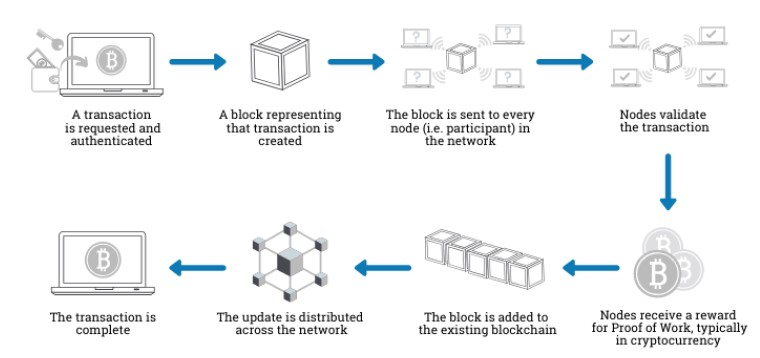 A transaction
is requested and
authenticated
A block representing
that transaction is
created
The block is sent to every
node (i.e. participant) in
the network
Nodes validate
the transaction
The transaction is
complete
The update is distributed
across the network
The block is added to
the existing blockchain
Nodes receive a reward
for Proof of Work, typically
in cryptocurrency